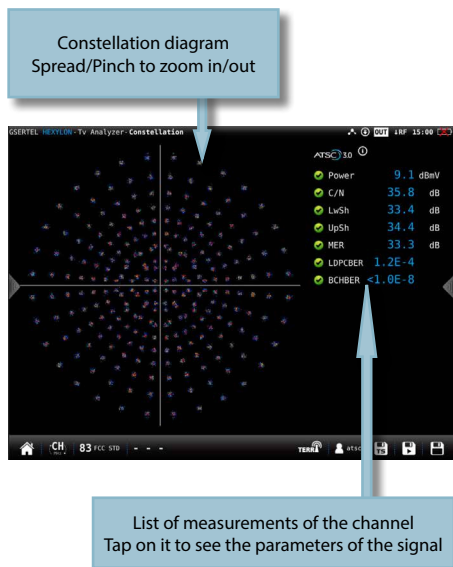 Constellation diagram
Spread/Pinch to zoom in/out
GSERTEL HEXYLON-Tv Analyzer-Constellation OUT RF 15:00
ATSC 3.0
Power 9.1 dBmV
C/N 35.8 dB
LwSh 33.4 dB
UpSh 34.4 dB
MER 33.3 dB
LDPCBER 1.2E-4
BCHBER <1.0E-8
CH 83 FCC STD - - - TERRA atsc TS
List of measurements of the channel
Tap on it to see the parameters of the signal